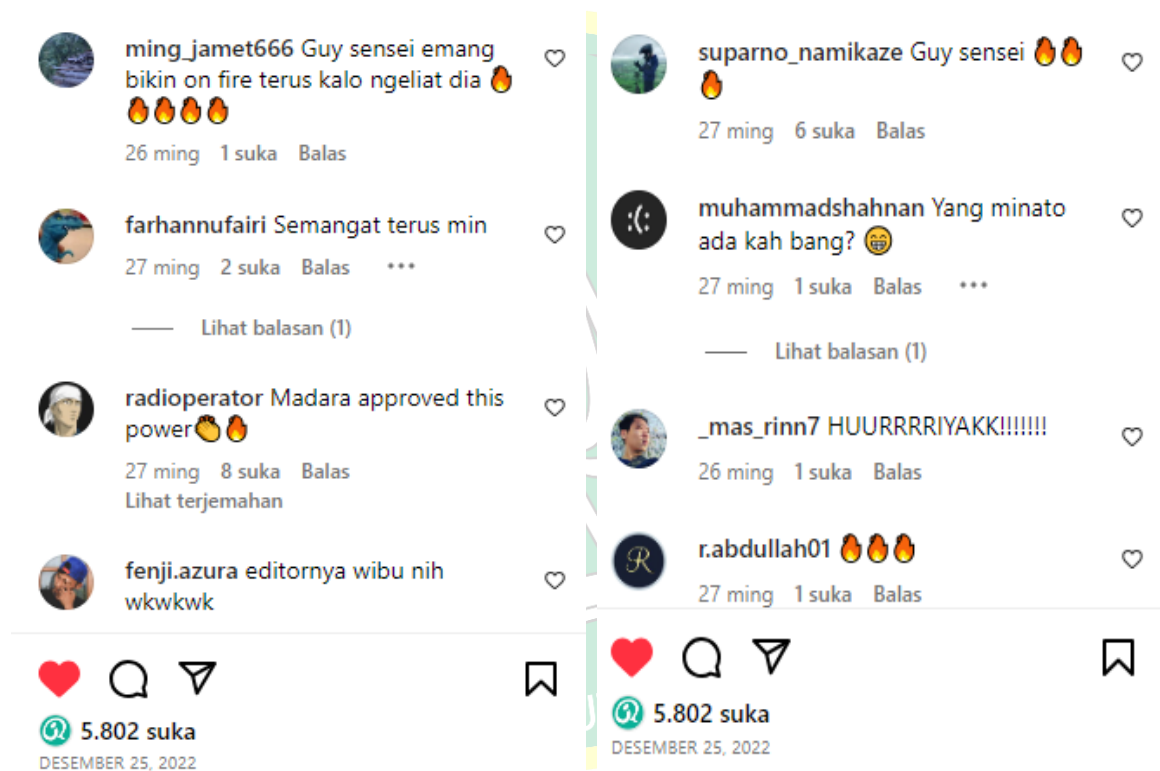 ming_jamet666 Guy sensei emang
bikin on fire terus kalo ngeliat dia 🔥
🔥🔥🔥🔥
26 ming 1 suka Balas
farhannufairi Semangat terus min
27 ming 2 suka Balas •••
Lihat balasan (1)
radioperator Madara approved this
power👏🔥
27 ming 8 suka Balas
Lihat terjemahan
fenji.azura editornya wibu nih
wkwkwk
5.802 suka
DESEMBER 25, 2022
suparno_namikaze Guy sensei 🔥🔥
🔥
27 ming 6 suka Balas
muhammadshahnan Yang minato
ada kah bang? 😁
27 ming 1 suka Balas •••
Lihat balasan (1)
_mas_rinn7 HUURRRRIYAKK!!!!!!!
26 ming 1 suka Balas
r.abdullah01 🔥🔥🔥
27 ming 1 suka Balas
5.802 suka
DESEMBER 25, 2022